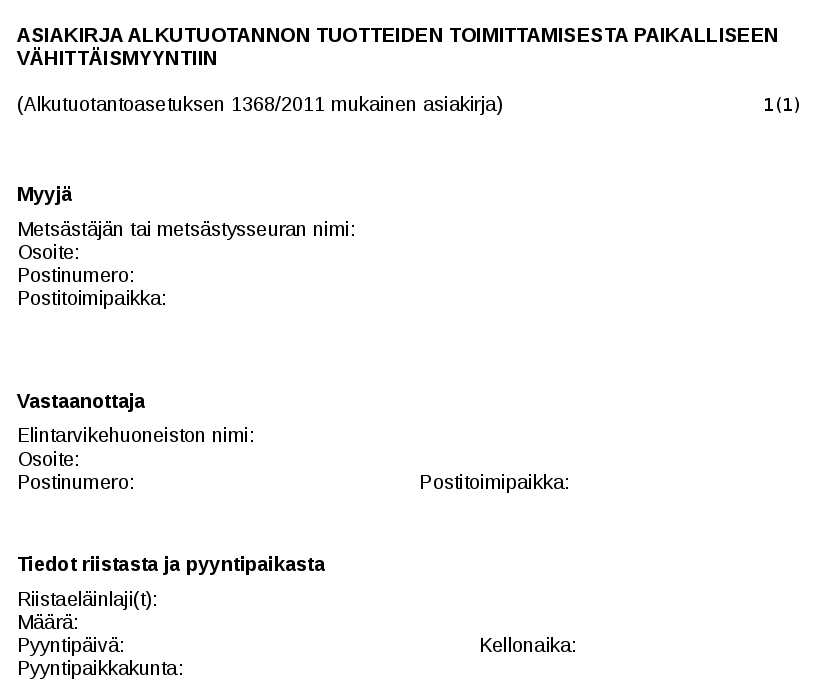 ASIAKIRJA ALKUTUOTANNON TUOTTEIDEN TOIMITTAMISESTA PAIKALLISEEN
VÄHITTÄISMYYNTIIN
(Alkutuotantoasetuksen 1368/2011 mukainen asiakirja) 1(1)
Myyjä
Metsästäjän tai metsästysseuran nimi:
Osoite:
Postinumero:
Postitoimipaikka:
Vastaanottaja
Elintarvikehuoneiston nimi:
Osoite:
Postinumero: Postitoimipaikka:
Tiedot riistasta ja pyyntipaikasta
Riistaeläinlaji(t):
Määrä:
Pyyntipäivä: Kellonaika:
Pyyntipaikkakunta: